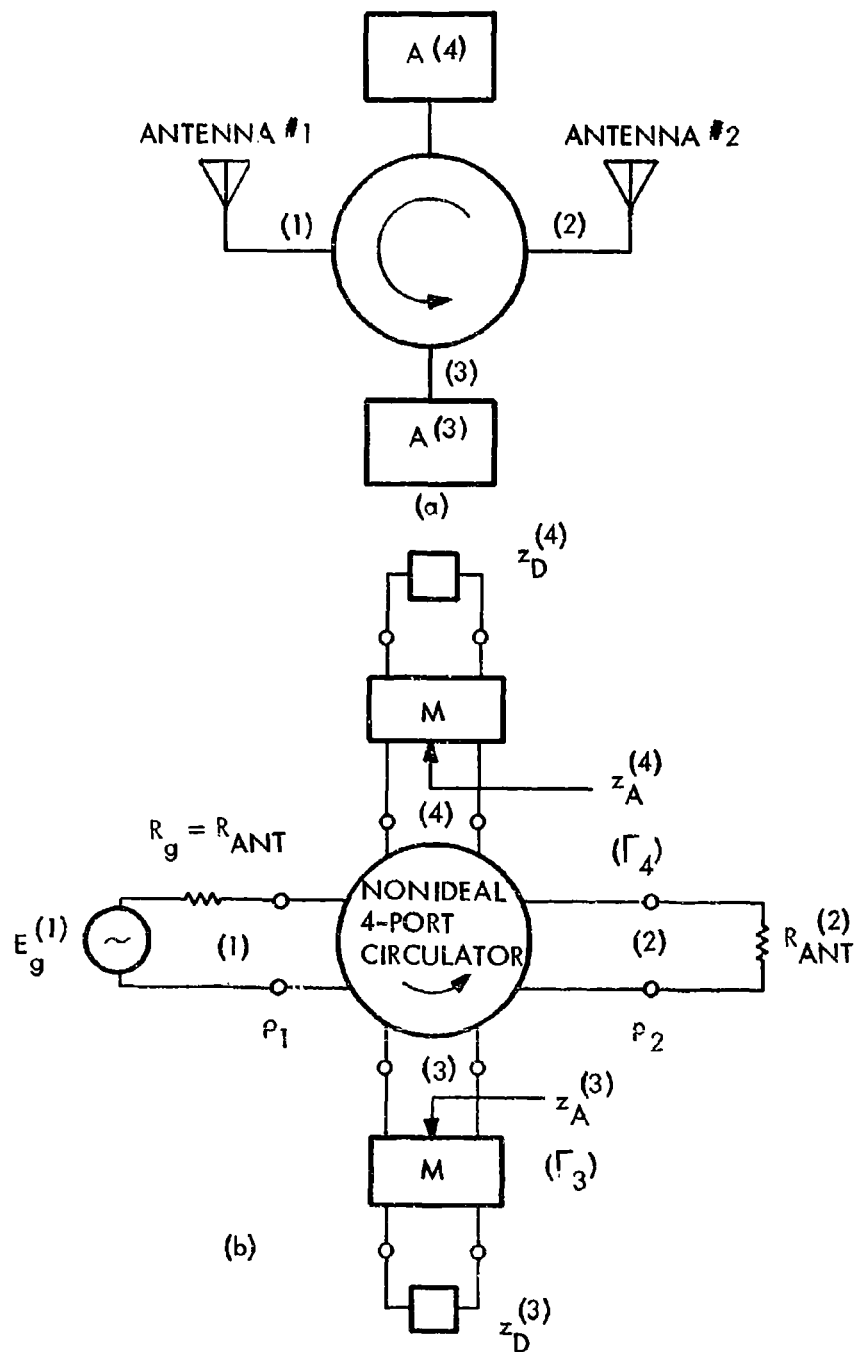 A (4)
ANTENNA #1
ANTENNA #2
(1)
(2)
(3)
A (3)
(a)
z_D^(4)
M
z_A^(4)
(4)
R_g = R_ANT
(Γ_4)
NONIDEAL
4-PORT
CIRCULATOR
E_g^(1)
~
(1)
(2)
R_ANT^(2)
ρ_1
ρ_2
(3)
z_A^(3)
M
(Γ_3)
(b)
z_D^(3)